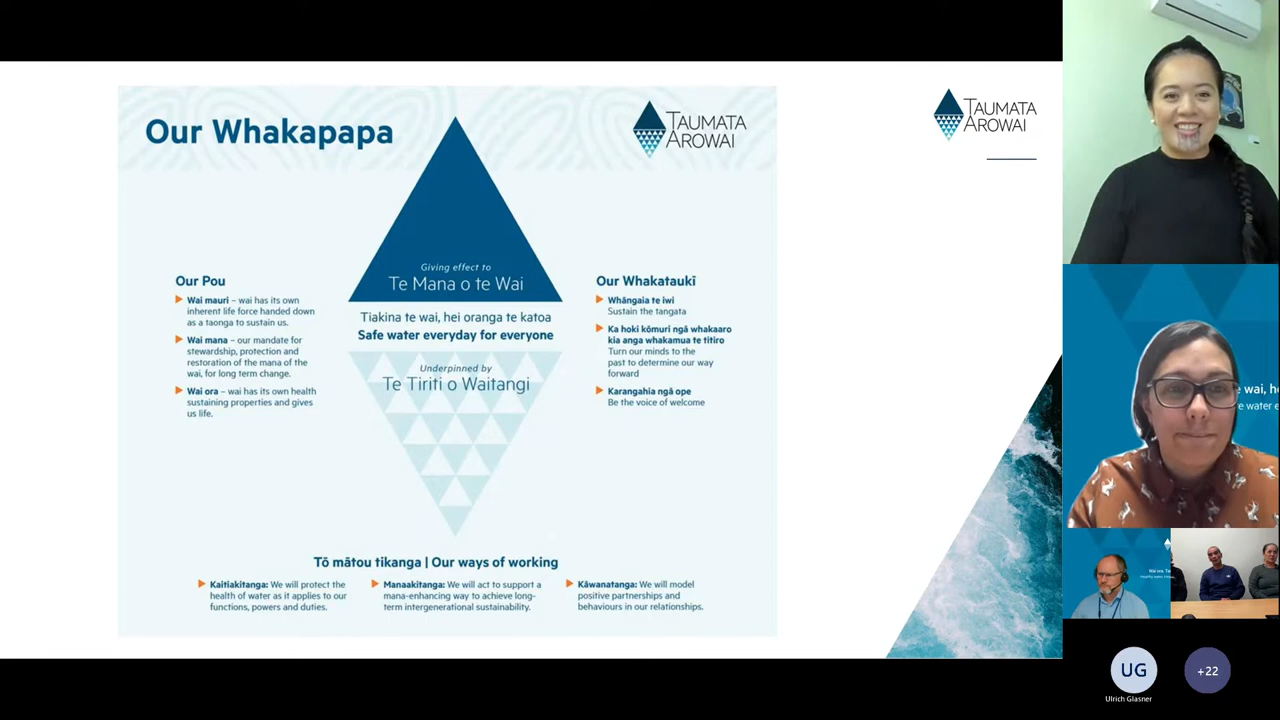 Our Whakapapa
TAUMATA
AROWAI
TAUMATA
AROWAI
Giving effect to
Te Mana o te Wai
Tiakina te wai, hei oranga te katoa
Safe water everyday for everyone
Underpinned by
Te Tiriti o Waitangi
Our Pou
Wai mauri – wai has its own
inherent life force handed down
as a taonga to sustain us.
Wai mana – our mandate for
stewardship, protection and
restoration of the mana of the
wai, for long term change.
Wai ora – wai has its own health
sustaining properties and gives
us life.
Our Whakataukī
Whāngaia te iwi
Sustain the tangata
Ka hoki kōmuri ngā whakaaro
kia anga whakamua te titiro
Turn our minds to the
past to determine our way
forward
Karangahia ngā ope
Be the voice of welcome
Tō mātou tikanga | Our ways of working
Kaitiakitanga: We will protect the
health of water as it applies to our
functions, powers and duties.
Manaakitanga: We will act to support a
mana-enhancing way to achieve long-
term intergenerational sustainability.
Kāwanatanga: We will model
positive partnerships and
behaviours in our relationships.
e wai, h
e water e
UG
Ulrich Glasner
+22